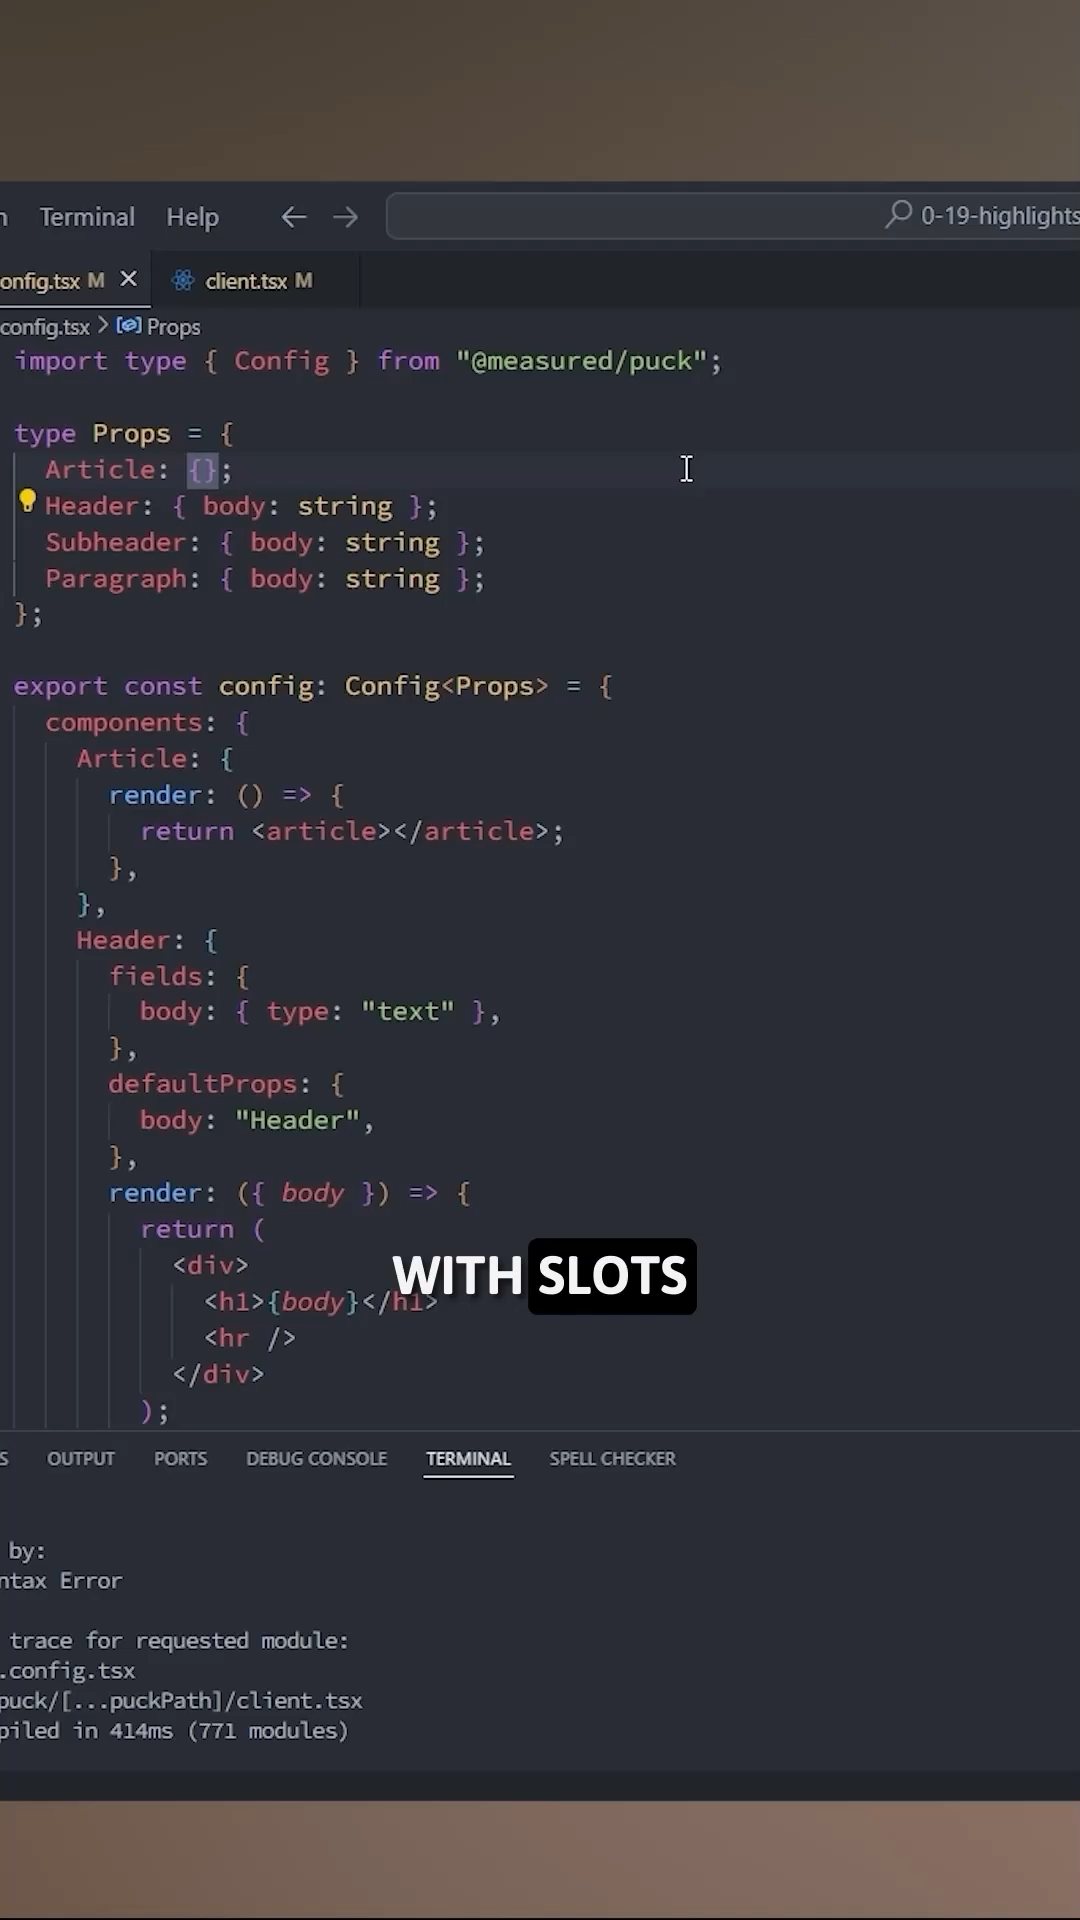 Terminal Help 0-19-highlights
onfig.tsx M client.tsx M
config.tsx > Props
import type { Config } from "@measured/puck";
type Props = {
Article: {};
Header: { body: string };
Subheader: { body: string };
Paragraph: { body: string };
};
export const config: Config<Props> = {
components: {
Article: {
render: () => {
return <article></article>;
},
},
Header: {
fields: {
body: { type: "text" },
},
defaultProps: {
body: "Header",
},
render: ({ body }) => {
return (
<div>
<h1>{body}</h1>
<hr />
</div>
);
WITH SLOTS
S OUTPUT PORTS DEBUG CONSOLE TERMINAL SPELL CHECKER
by:
ntax Error
trace for requested module:
.config.tsx
puck/[...puckPath]/client.tsx
piled in 414ms (771 modules)